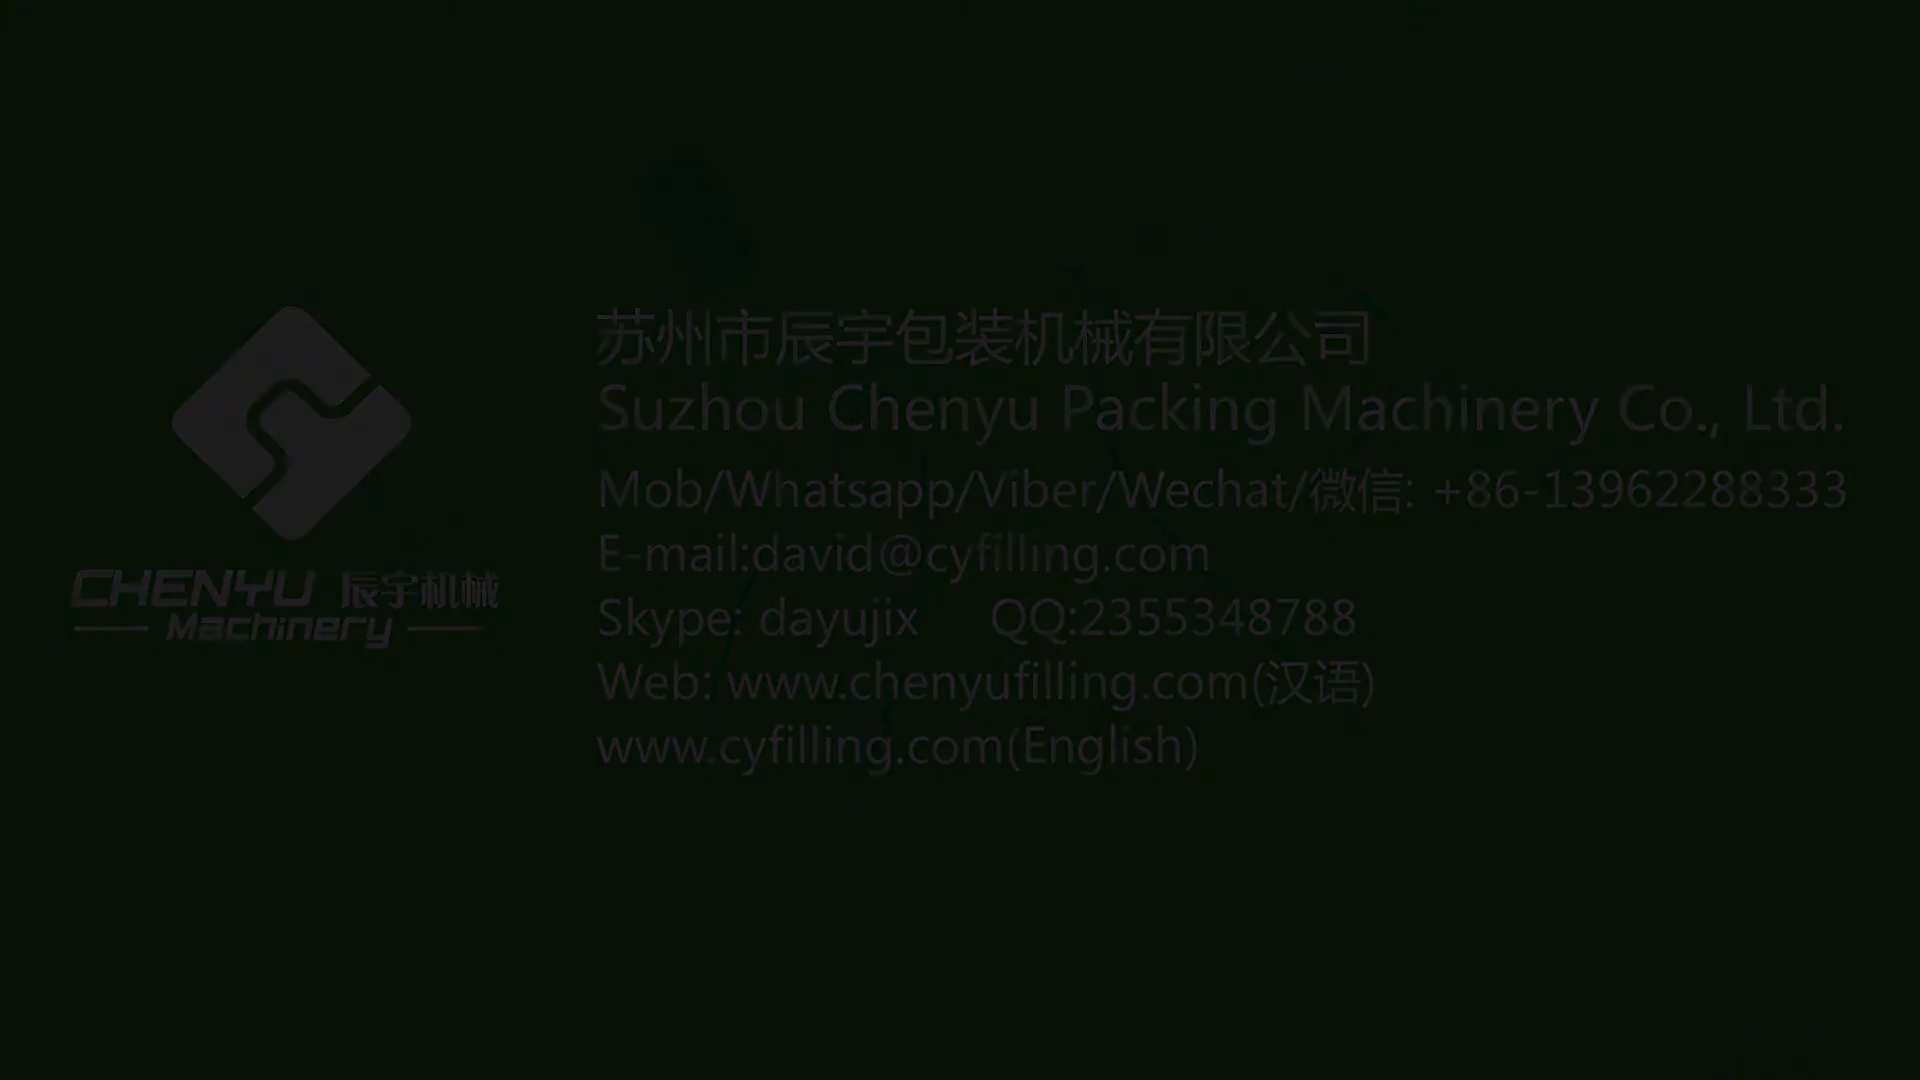 CHENYU 辰宇机械
Machinery
苏州市辰宇包装机械有限公司
Suzhou Chenyu Packing Machinery Co., Ltd.
Mob/Whatsapp/Viber/Wechat/微信: +86-13962288333
E-mail:david@cyfilling.com
Skype: dayujix QQ:2355348788
Web: www.chenyufilling.com(汉语)
www.cyfilling.com(English)